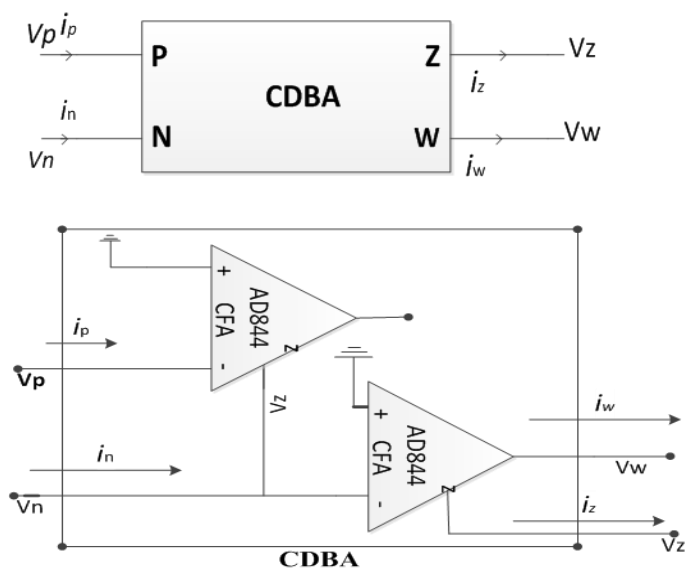 Vp ip
P
Z
Vz
iz
CDBA
in
Vn
N
W
Vw
iw
+
AD844
CFA
Z
-
ip
Vp
Vz
+
AD844
CFA
Z
-
in
Vn
iw
Vw
iz
Vz
CDBA